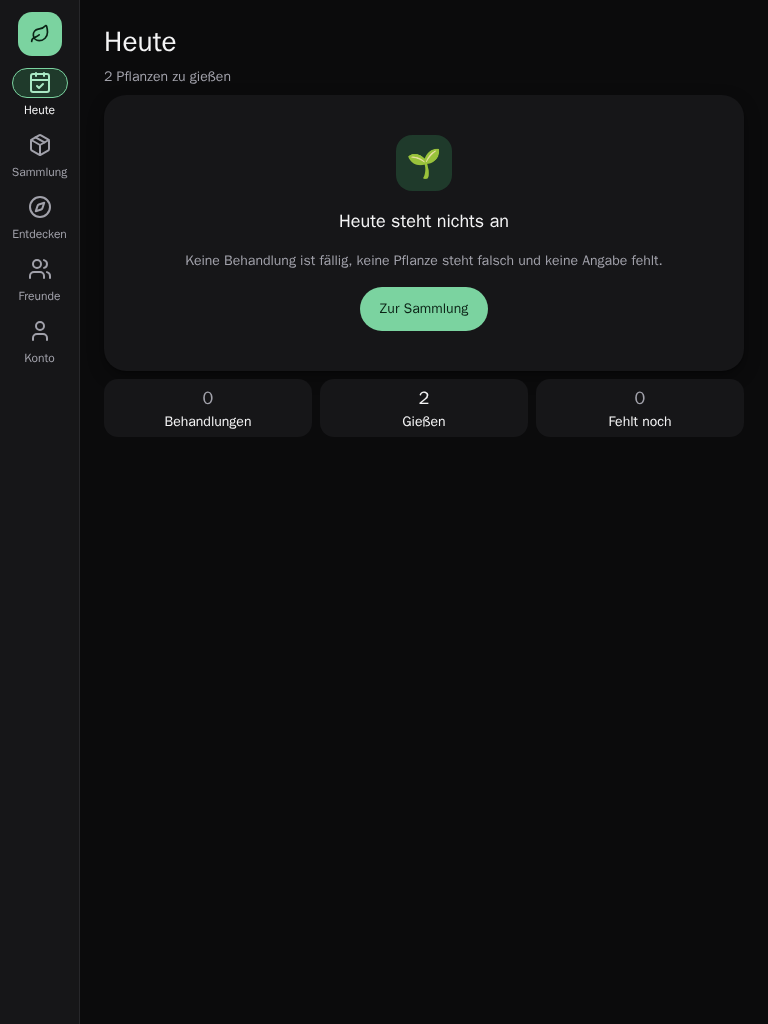 Heute
2 Pflanzen zu gießen
Heute
Sammlung
Entdecken
Freunde
Konto
Heute steht nichts an
Keine Behandlung ist fällig, keine Pflanze steht falsch und keine Angabe fehlt.
Zur Sammlung
0
Behandlungen
2
Gießen
0
Fehlt noch